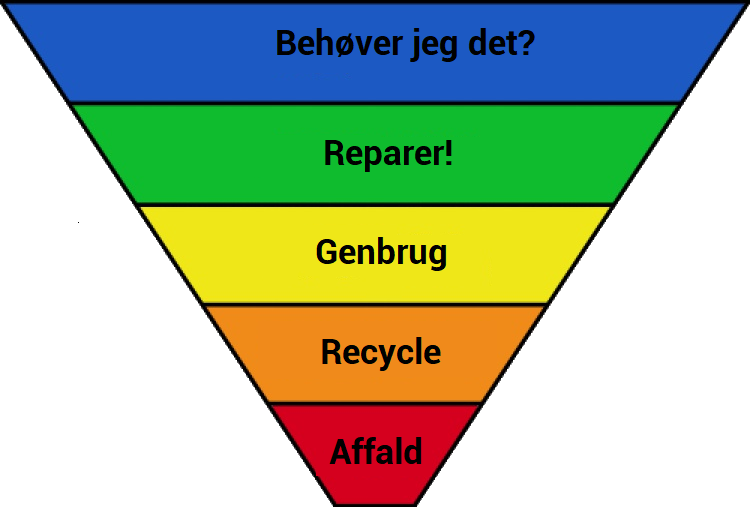 Behøver jeg det?
Reparer!
Genbrug
Recycle
Affald